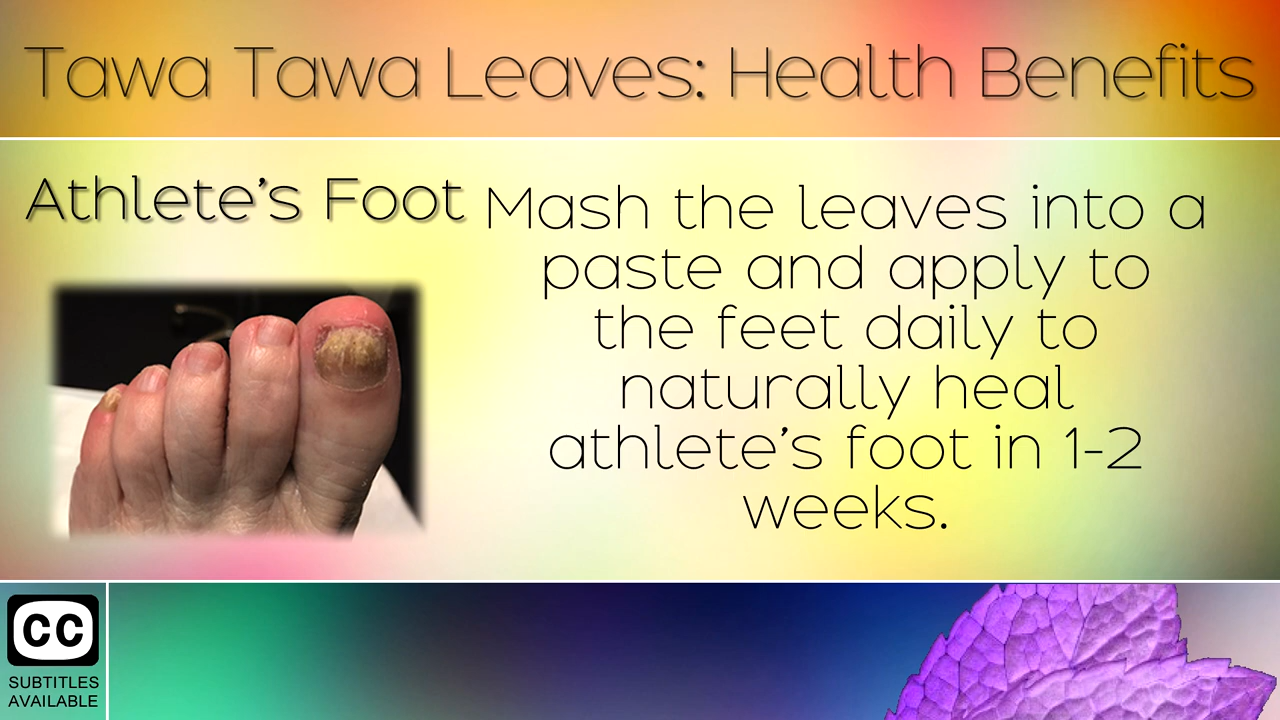 Tawa Tawa Leaves: Health Benefits
Athlete's Foot
Mash the leaves into a
paste and apply to
the feet daily to
naturally heal
athlete's foot in 1-2
weeks.
CC
SUBTITLES
AVAILABLE